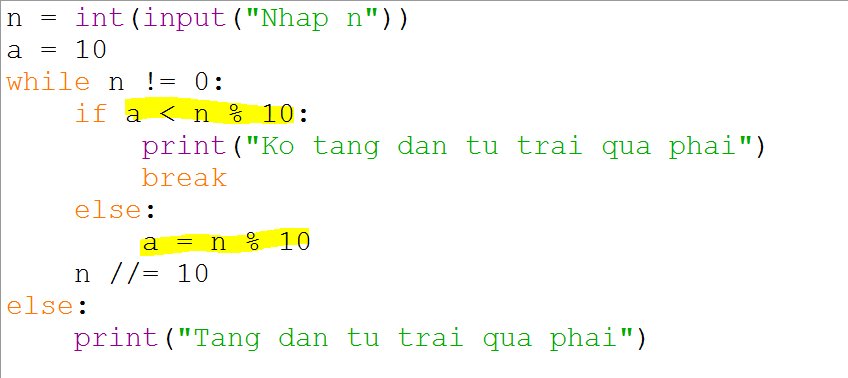 n = int(input("Nhap n"))
a = 10
while n != 0:
    if a < n % 10:
        print("Ko tang dan tu trai qua phai")
        break
    else:
        a = n % 10
    n //= 10
else:
    print("Tang dan tu trai qua phai")